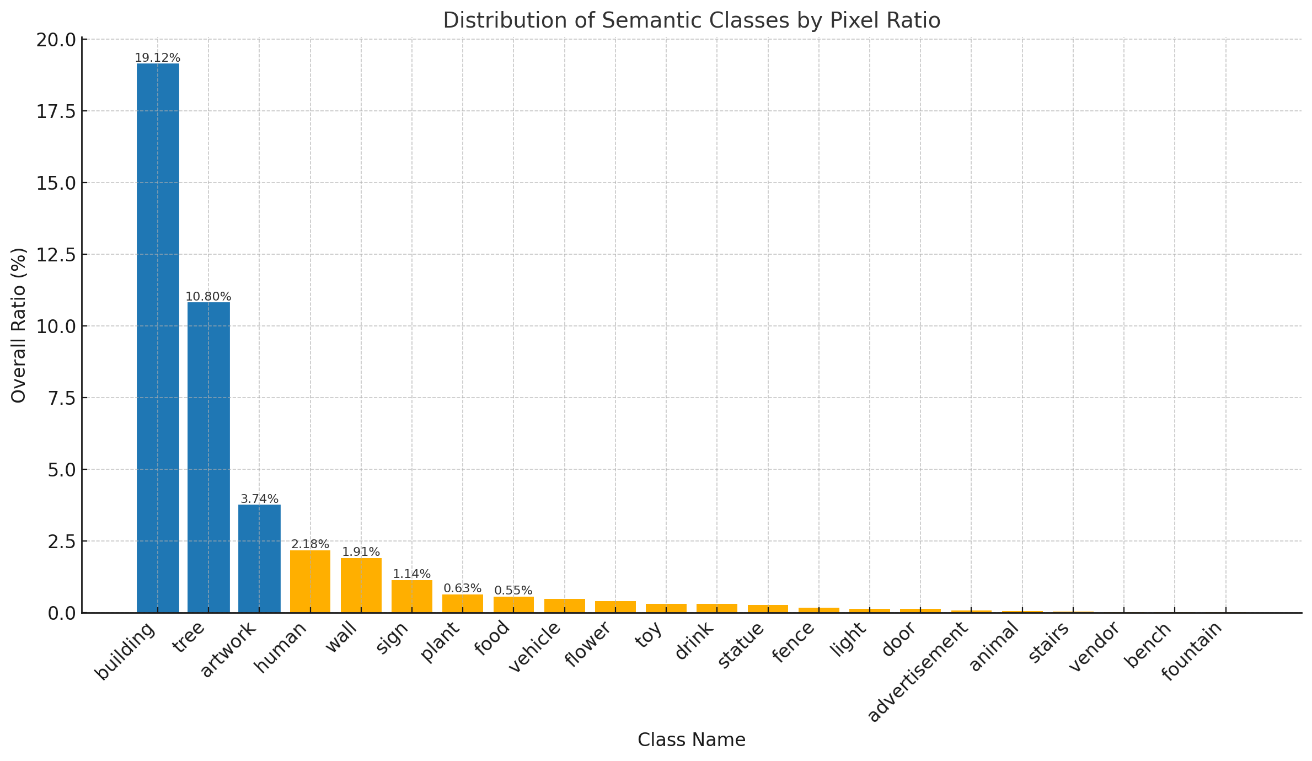 Distribution of Semantic Classes by Pixel Ratio
20.0
17.5
15.0
12.5
10.0
7.5
5.0
2.5
0.0
Overall Ratio (%)
19.12%
10.80%
3.74%
2.18%
1.91%
1.14%
0.63%
0.55%
building
tree
artwork
human
wall
sign
plant
food
vehicle
flower
toy
drink
statue
fence
light
door
advertisement
animal
stairs
vendor
bench
fountain
Class Name